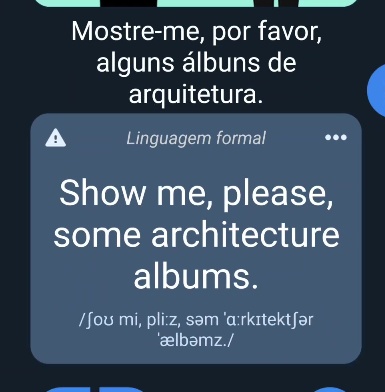 Mostre-me, por favor,
alguns álbuns de
arquitetura.
Linguagem formal
Show me, please,
some architecture
albums.
/ʃoʊ mi, pliːz, səm ˈɑːrkɪtektʃər
ˈælbəmz./